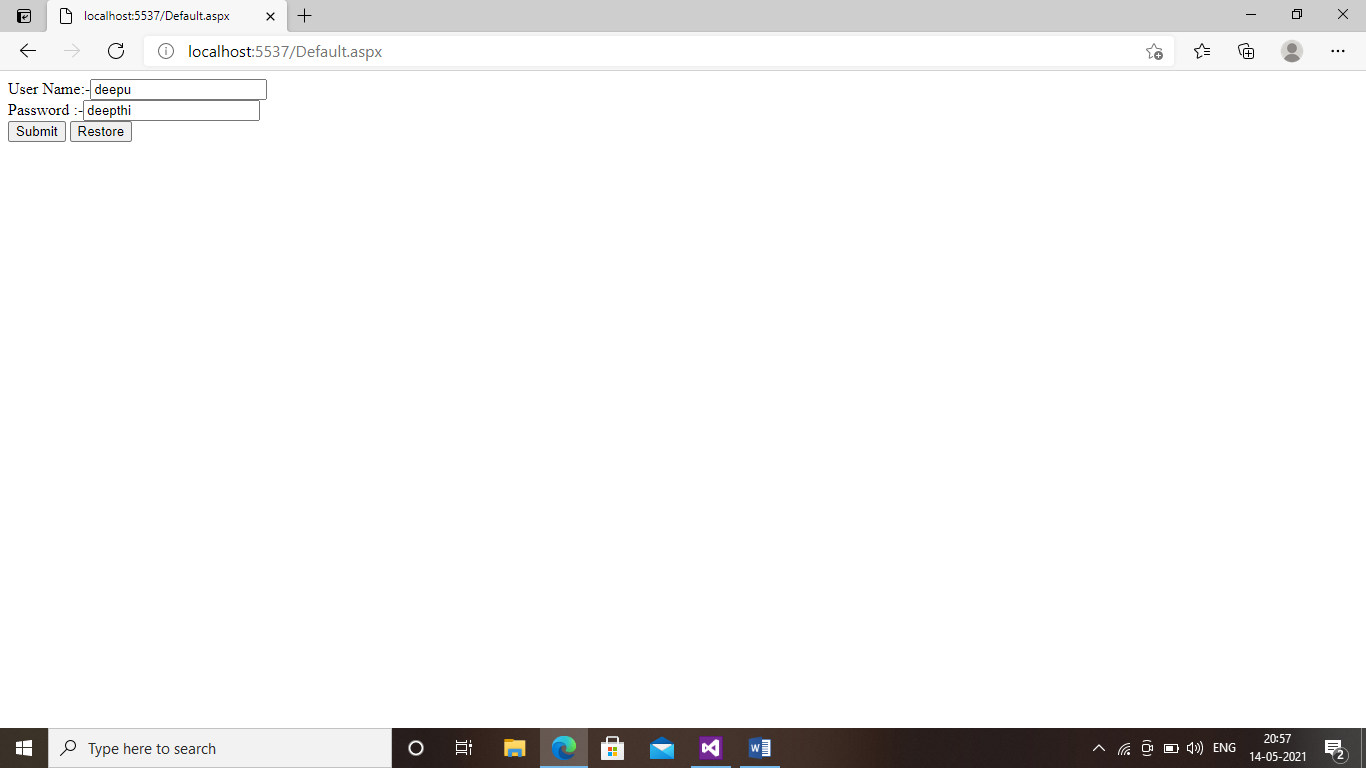 localhost:5537/Default.aspx
localhost:5537/Default.aspx
User Name:-deepu
Password :-deepthi
Submit Restore
Type here to search
ENG
20:57
14-05-2021
2